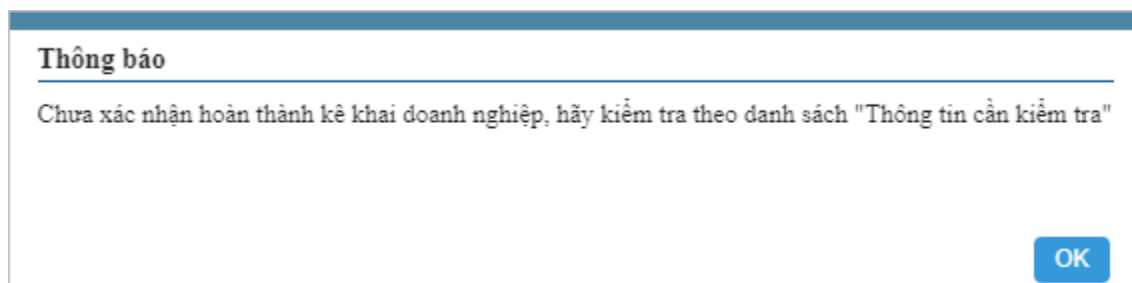 Thông báo
Chưa xác nhận hoàn thành kê khai doanh nghiệp, hãy kiểm tra theo danh sách "Thông tin cần kiểm tra"
OK